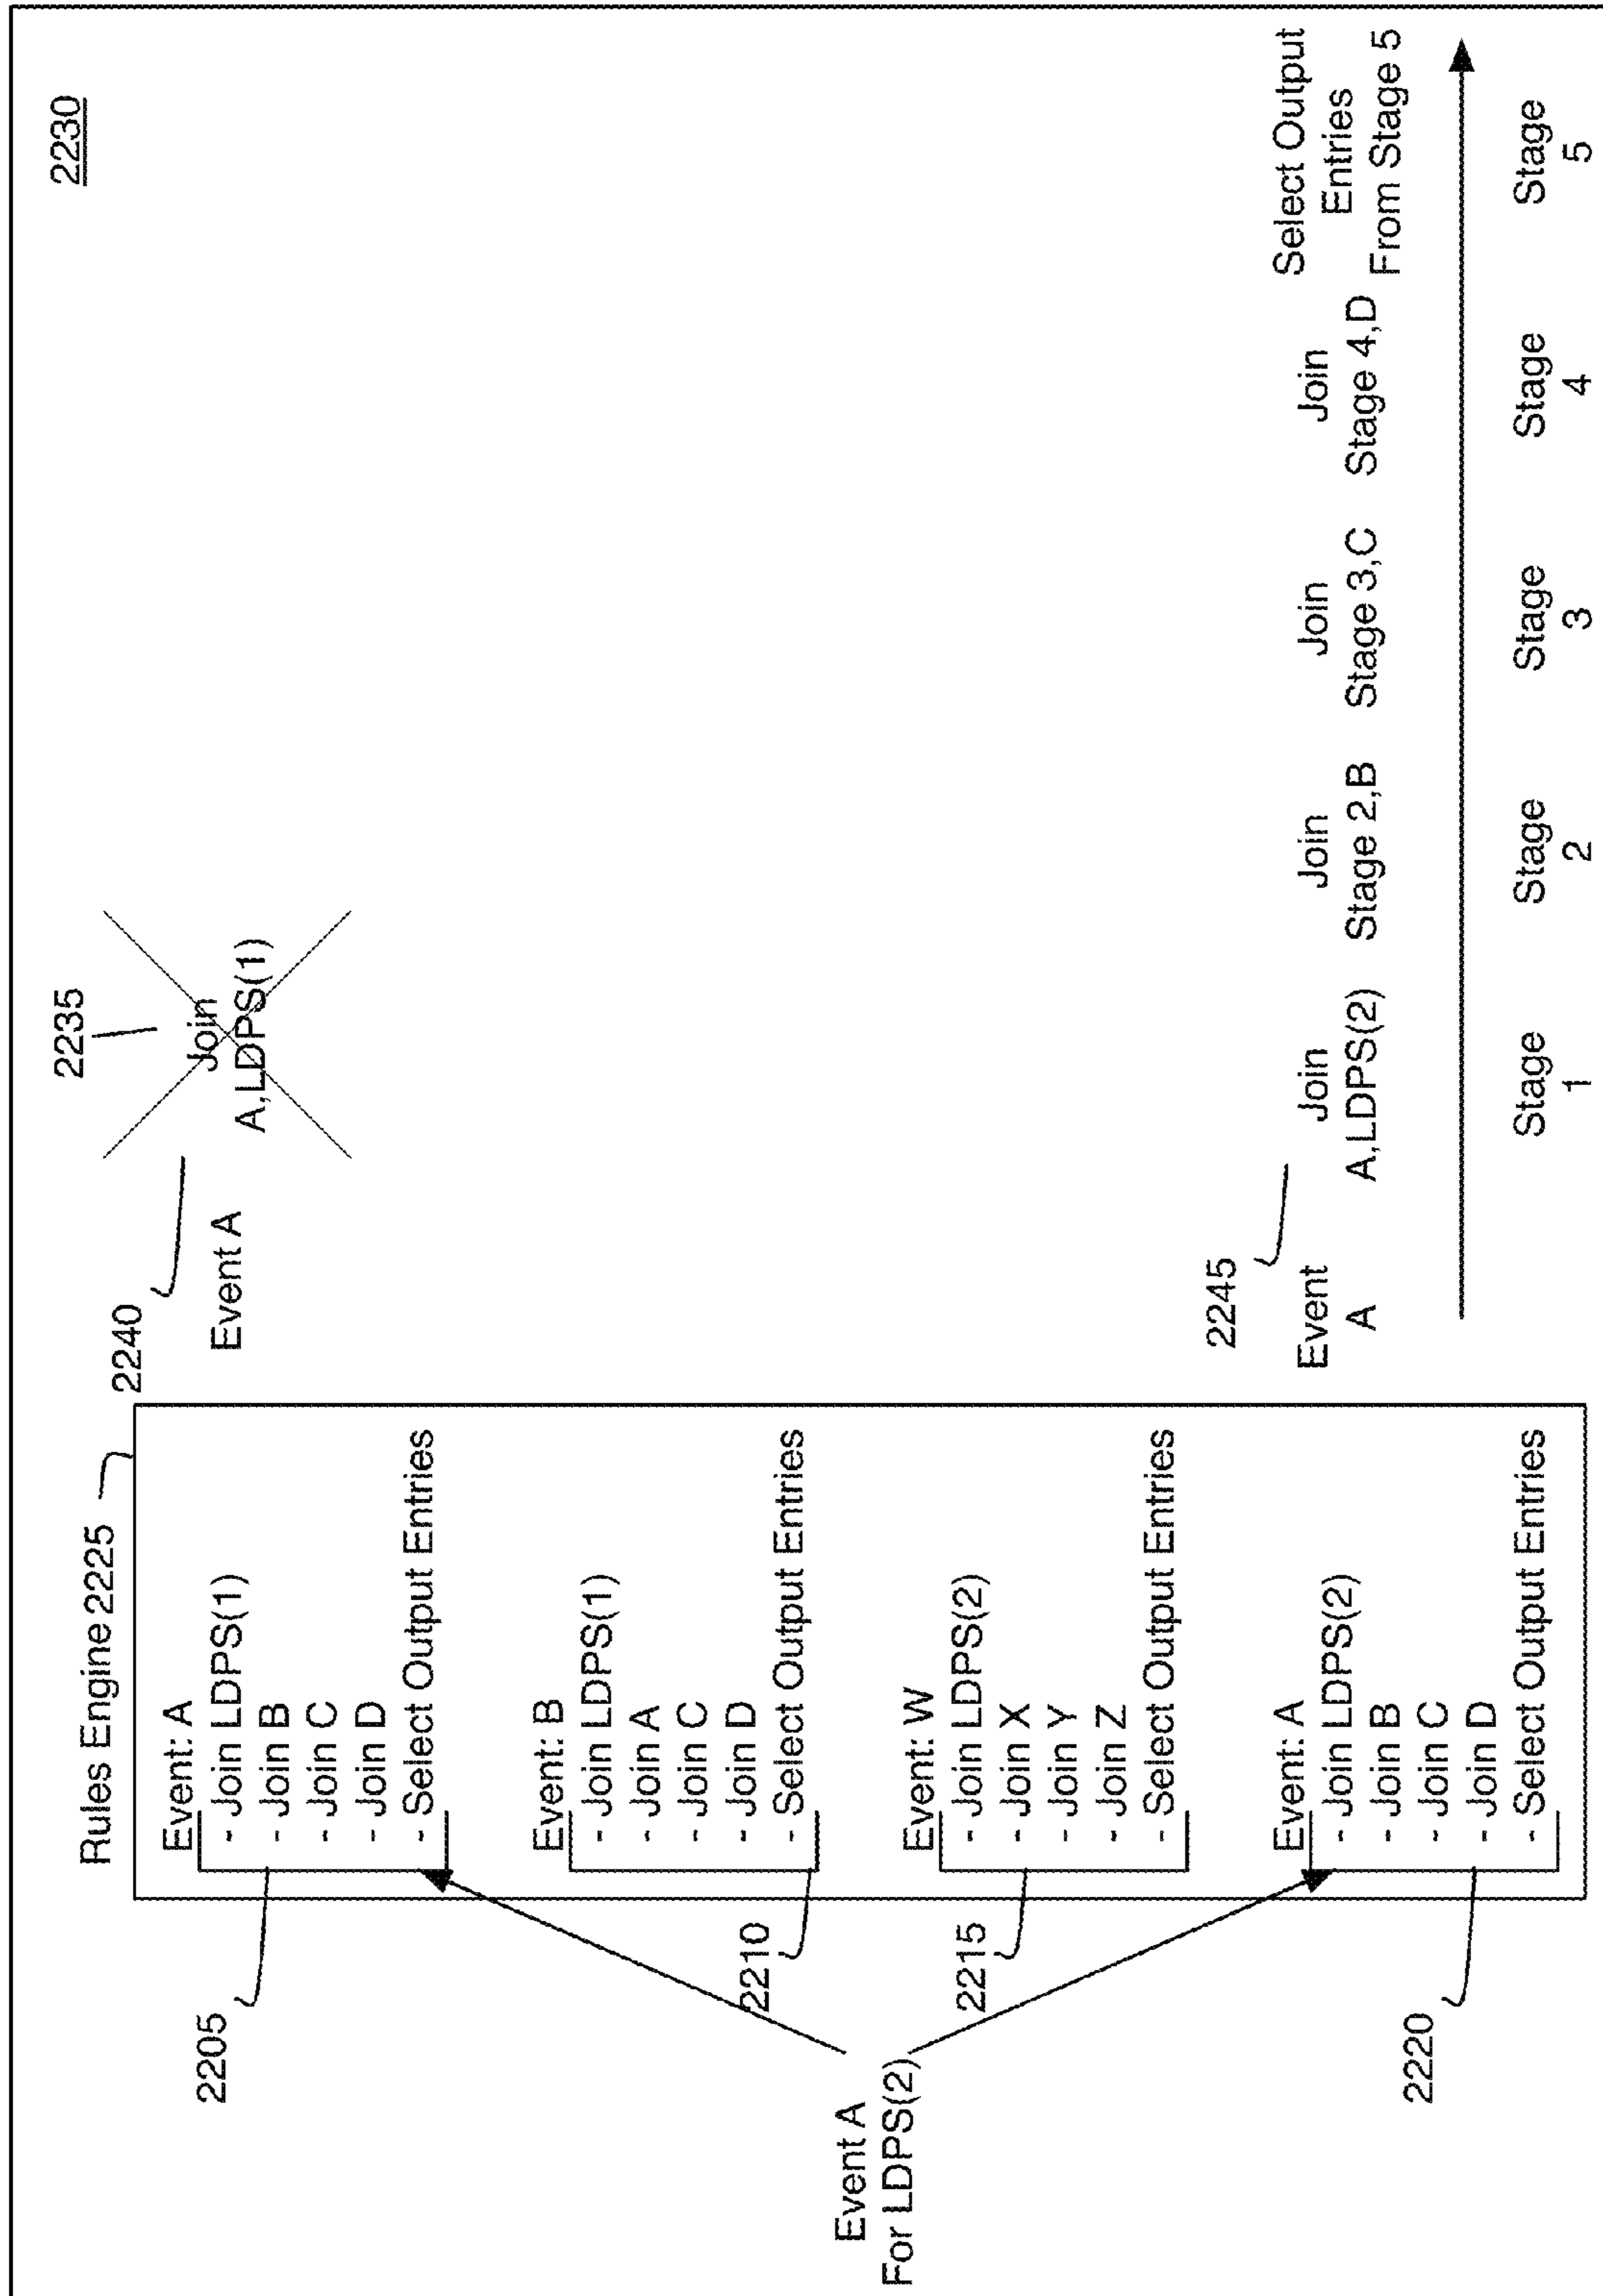 2230
Rules Engine 2225
Event: A
- Join LDPS(1)
- Join B
- Join C
- Join D
- Select Output Entries
Event: B
- Join LDPS(1)
- Join A
- Join C
- Join D
- Select Output Entries
Event: W
- Join LDPS(2)
- Join X
- Join Y
- Join Z
- Select Output Entries
Event: A
- Join LDPS(2)
- Join B
- Join C
- Join D
- Select Output Entries
2205
2210
2215
2220
Event A
For LDPS(2)
2240
2235
Event A
Join
A,LDPS(1)
2245
Event
A
Join
A,LDPS(2)
Join
Stage 2,B
Join
Stage 3,C
Join
Stage 4,D
Select Output
Entries
From Stage 5
Stage
1
Stage
2
Stage
3
Stage
4
Stage
5